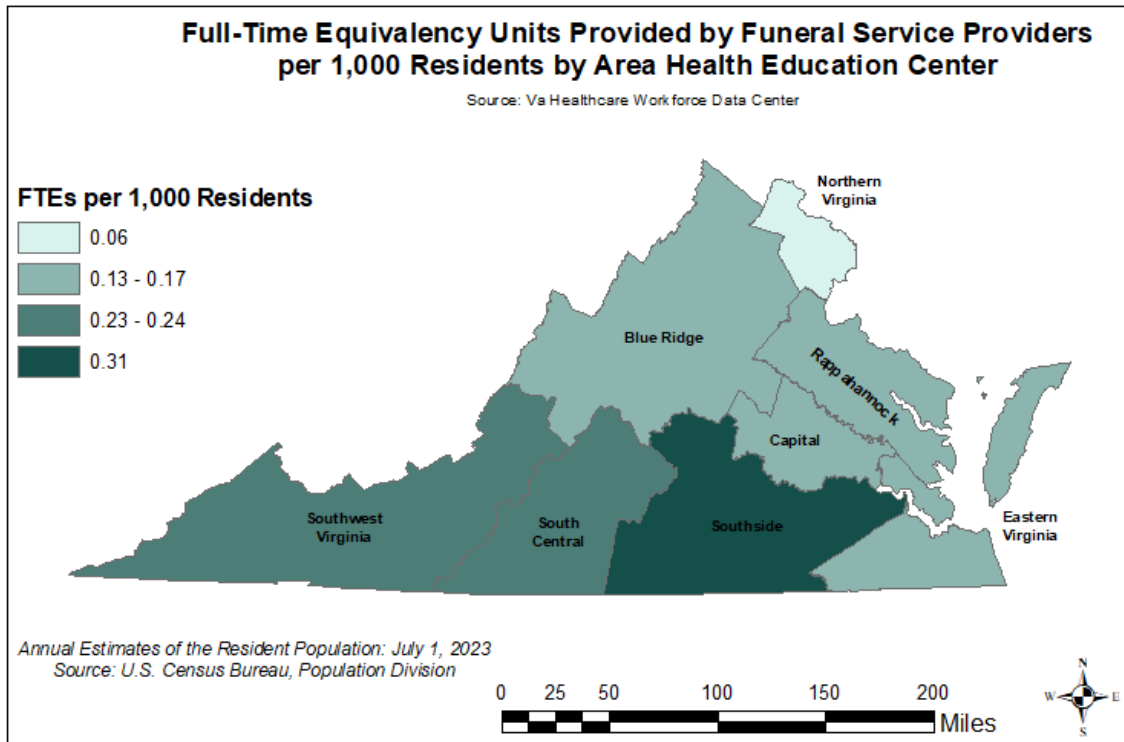 Full-Time Equivalency Units Provided by Funeral Service Providers
per 1,000 Residents by Area Health Education Center
Source: Va Healthcare Workforce Data Center
FTEs per 1,000 Residents
0.06
0.13 - 0.17
0.23 - 0.24
0.31
Northern
Virginia
Blue Ridge
Rappahannock
Capital
Southwest
Virginia
South
Central
Southside
Eastern
Virginia
Annual Estimates of the Resident Population: July 1, 2023
Source: U.S. Census Bureau, Population Division
0 25 50 100 150 200
Miles
N
W E
S